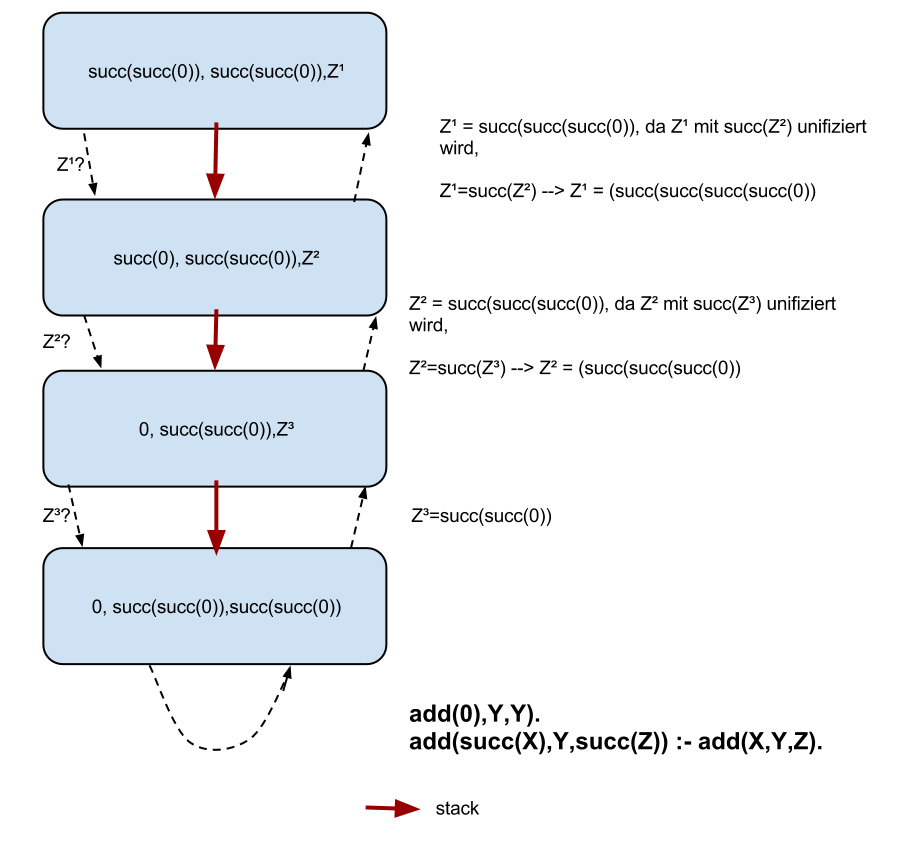 succ(succ(0)), succ(succ(0)),Z¹
Z¹ = succ(succ(succ(0)), da Z¹ mit succ(Z²) unifiziert
wird,
Z¹?
Z¹=succ(Z²) --> Z¹ = (succ(succ(succ(succ(0))
succ(0), succ(succ(0)),Z²
Z² = succ(succ(succ(0)), da Z² mit succ(Z³) unifiziert
wird,
Z²?
Z²=succ(Z³) --> Z² = (succ(succ(succ(0))
0, succ(succ(0)),Z³
Z³?
Z³=succ(succ(0))
0, succ(succ(0)),succ(succ(0))
add(0),Y,Y).
add(succ(X),Y,succ(Z)) :- add(X,Y,Z).
stack